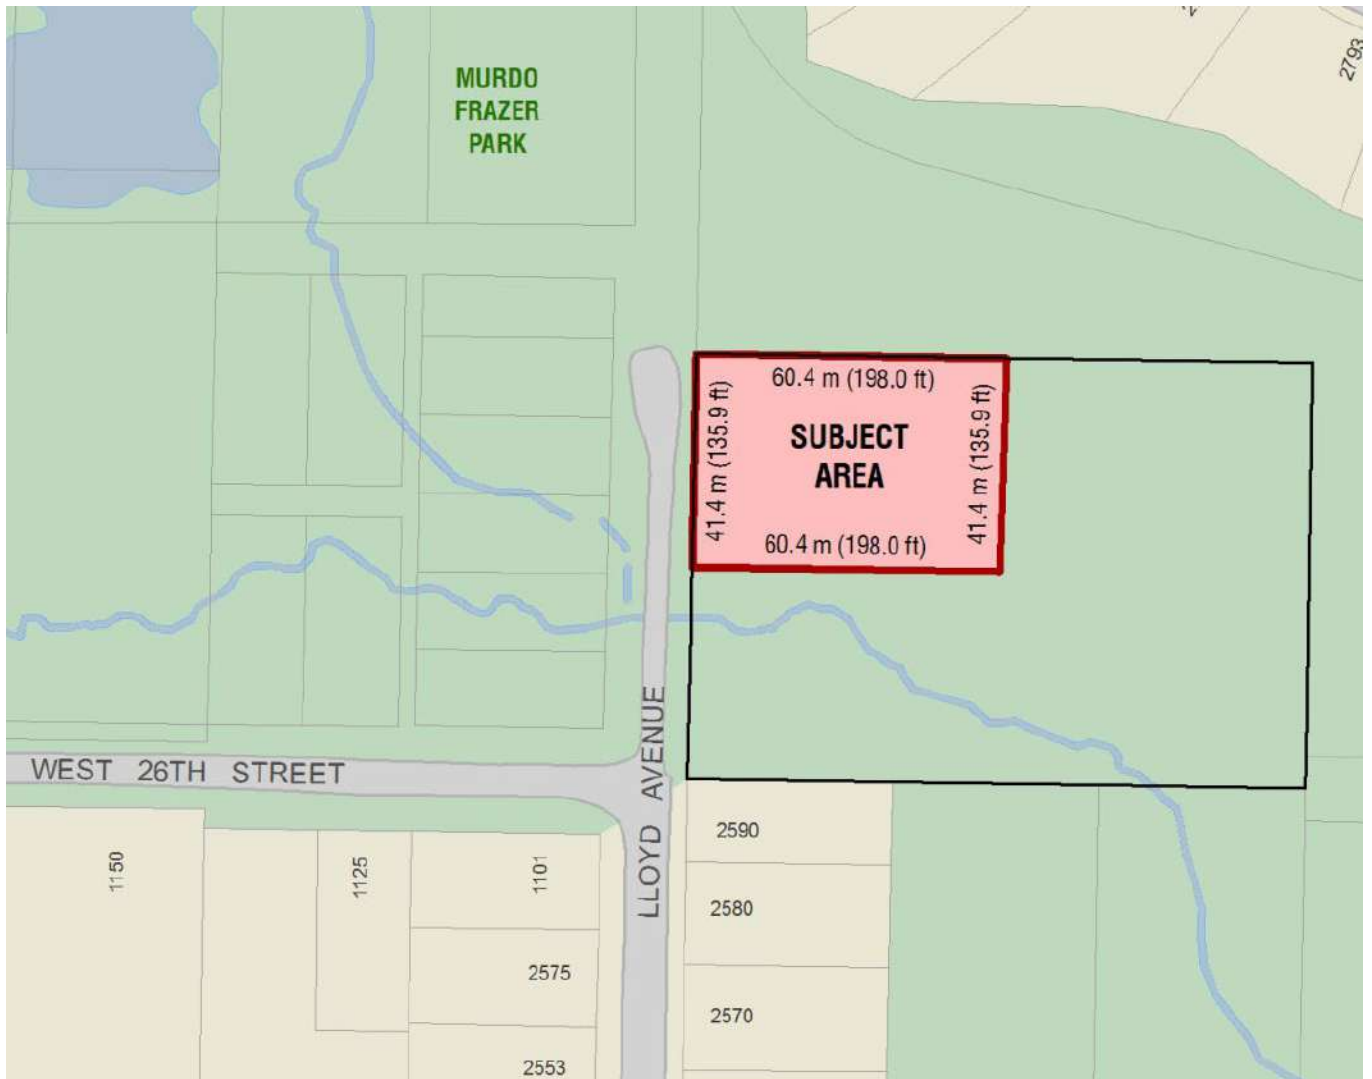 MURDO
FRAZER
PARK
2793
60.4 m (198.0 ft)
41.4 m (135.9 ft)
SUBJECT
AREA
41.4 m (135.9 ft)
60.4 m (198.0 ft)
WEST 26TH STREET
LLOYD AVENUE
1150
1125
1101
2590
2580
2575
2570
2553